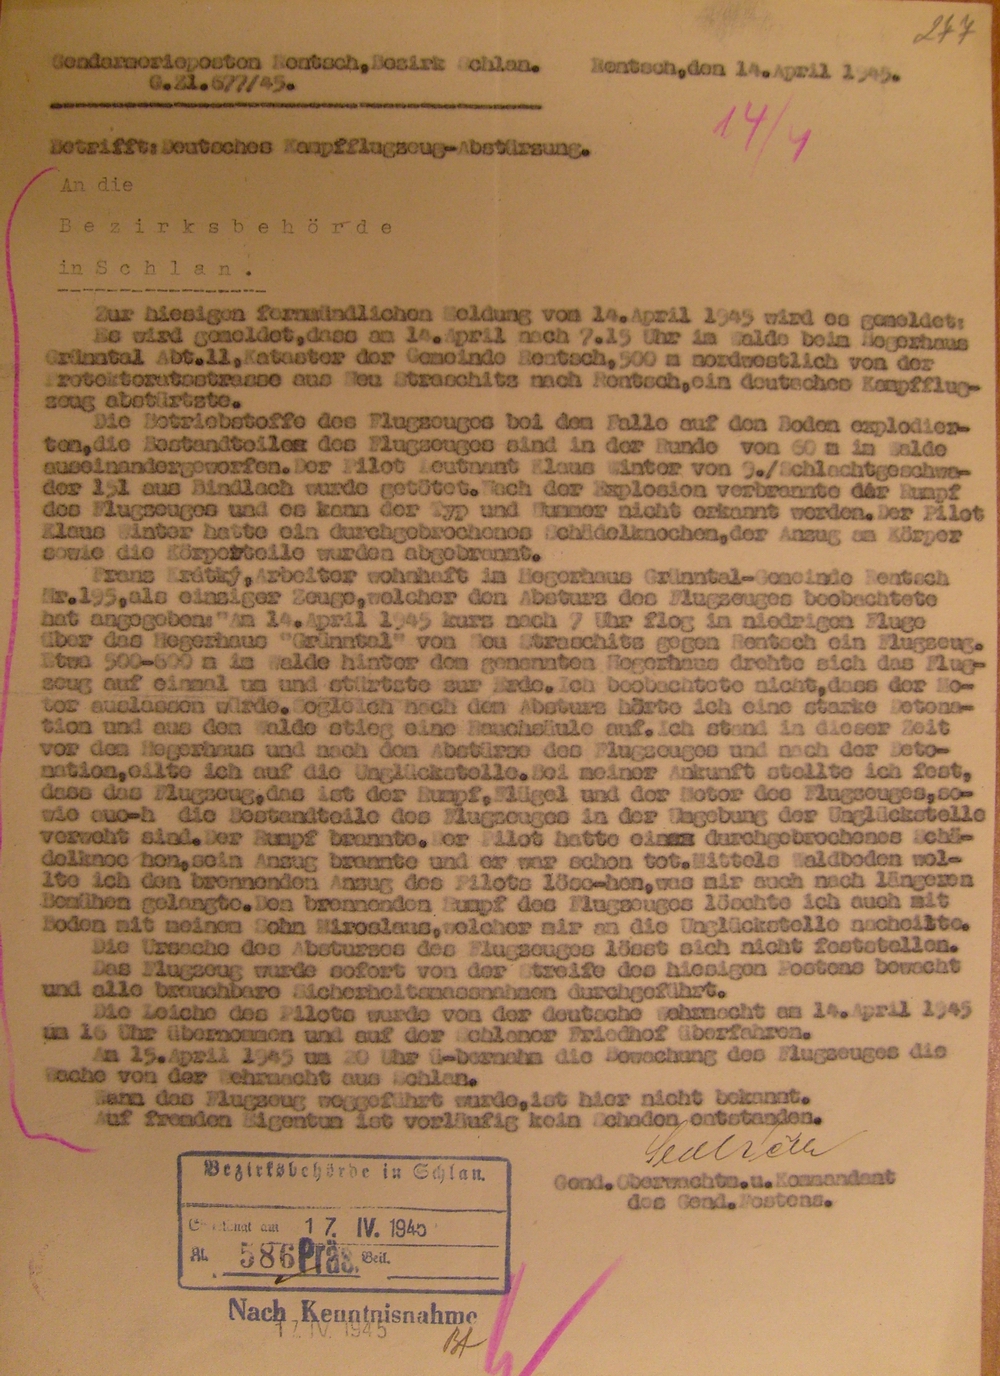 277
Gendarmerieposten Rentsch, Bezirk Schlan. Rentsch, den 14. April 1945.
G.Zl. 677/45.
14/4
Betrifft: Deutsches Kampfflugzeug-Abstürzung.
An die
Bezirksbehörde
in Schlan.
Zur hiesigen fernmündlichen Meldung vom 14. April 1945 wird es gemeldet:
Es wird gemeldet, dass am 14. April nach 7.15 Uhr im Walde beim Hegerhaus
Grünntal Abt. 11, Kataster der Gemeinde Rentsch, 500 m nordwestlich von der
Protektoratsstrasse aus Neu Straschitz nach Rentsch, ein deutsches Kampfflug-
zeug abstürtzte.
Die Betriebstoffe des Flugzeuges bei dem Falle auf den Boden explodier-
ten, die Bestandteilen des Flugzeuges sind in der Runde von 60 m im Walde
auseinandergeworfen. Der Pilot Leutnant Klaus Winter von 9./Schlachtgeschwa-
der 151 aus Bindlach wurde getötet. Nach der Explosion verbrannte der Rumpf
des Flugzeuges und es kann der Typ und Nummer nicht erkannt werden. Der Pilot
Klaus Winter hatte ein durchgebrochenes Schädelknochen, der Anzug am Körper
sowie die Körperteile wurden abgebrannt.
Franz Krátký, Arbeiter wohnhaft in Hegerhaus Grünntal-Gemeinde Rentsch
Nr. 195, als einziger Zeuge, welcher den Absturz des Flugzeuges beobachtete
hat angegeben: "Am 14. April 1945 kurz nach 7 Uhr flog in niedrigen Fluge
über das Hegerhaus "Grünntal" von Neu Straschitz gegen Rentsch ein Flugzeug.
Etwa 500-600 m im Walde hinter dem genannten Hegerhaus drehte sich das Flug-
zeug auf einmal um und stürtzte zur Erde. Ich beobachtete nicht, dass der Mo-
tor auslassen würde. Sogleich nach dem Absturz hörte ich eine starke Detona-
tion und aus dem Walde stieg eine Rauchsäule auf. Ich stand in dieser Zeit
vor dem Hegerhaus und nach dem Abstürze des Flugzeuges und nach der Deto-
nation, eilte ich auf die Unglückstelle. Bei meiner Ankunft stellte ich fest,
dass das Flugzeug, das ist der Rumpf, Flügel und der Motor des Flugzeuges, so-
wie auo-h die Bestandteile des Flugzeuges in der Umgebung der Unglückstelle
verweht sind. Der Rumpf brannte. Der Pilot hatte einen durchgebrochenes Schä-
delknochen, sein Anzug brannte und er war schon tot. Mittels Waldboden wol-
lte ich den brennenden Anzug des Pilots lösc-hen, was mir auch nach längerem
Bemühen gelangte. Den brennenden Rumpf des Flugzeuges löschte ich auch mit
Boden mit meinen Sohn Miroslaus, welcher mir an die Unglückstelle nacheilte.
Die Ursache des Absturzes des Flugzeuges lässt sich nicht feststellen.
Das Flugzeug wurde sofort von der Streife des hiesigen Postens bewacht
und alle brauchbare Sicherheitsmassnahmen durchgeführt.
Die Leiche des Pilots wurde von der deutsche Wehrmacht am 14. April 1945
um 16 Uhr übernommen und auf der Schlaner Friedhof überfahren.
Am 15. April 1945 um 20 Uhr ü-bernahm die Bewachung des Flugzeuges die
Wache von der Wehrmacht aus Schlan.
Wann das Flugzeug weggeführt wurde, ist hier nicht bekannt.
Auf fremden Eigentum ist vorläufig kein Schaden entstanden.
Gend. Oberwachtm. u. Kommandant
des Gend. Postens.
Bezirksbehörde in Schlan.
am 17. IV. 1945
Zl. 586 Präs. Beil.
Nach Kenntnisnahme
17. IV. 1945